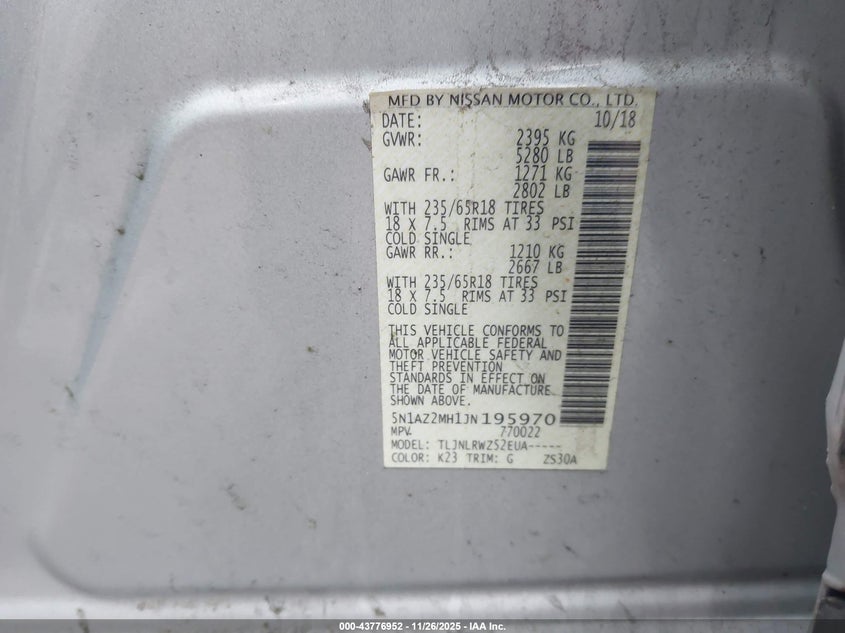 MFD BY NISSAN MOTOR CO., LTD.
DATE: 10/18
GVWR: 2395 KG
5280 LB
GAWR FR.: 1271 KG
2802 LB
WITH 235/65R18 TIRES
18 X 7.5 RIMS AT 33 PSI
COLD SINGLE
GAWR RR.: 1210 KG
2667 LB
WITH 235/65R18 TIRES
18 X 7.5 RIMS AT 33 PSI
COLD SINGLE
THIS VEHICLE CONFORMS TO
ALL APPLICABLE FEDERAL
MOTOR VEHICLE SAFETY AND
THEFT PREVENTION
STANDARDS IN EFFECT ON
THE DATE OF MANUFACTURE
SHOWN ABOVE.
5N1AZ2MH1JN195970
MPV. 770022
MODEL: TLJNLRWZS2EUA-----
COLOR: K23 TRIM: G ZS30A
000-43776952 - 11/26/2025 - IAA Inc.